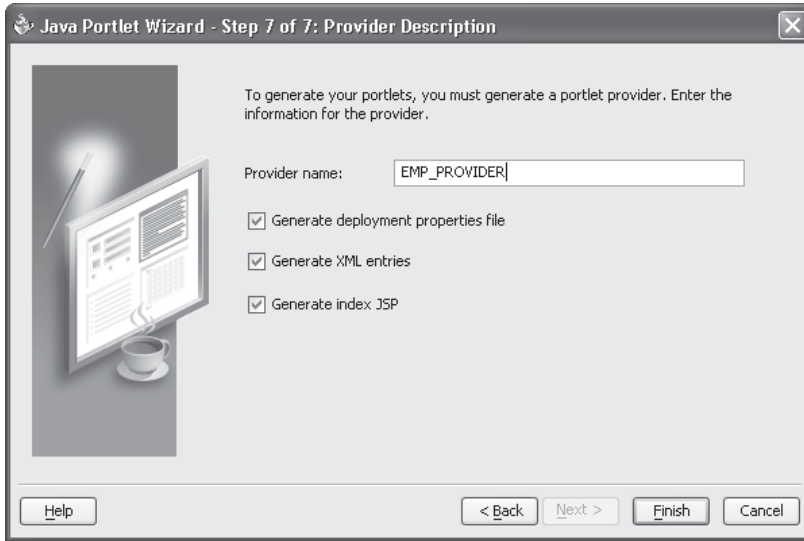 Java Portlet Wizard - Step 7 of 7: Provider Description
To generate your portlets, you must generate a portlet provider. Enter the
information for the provider.
Provider name: EMP_PROVIDER
Generate deployment properties file
Generate XML entries
Generate index JSP
Help < Back Next > Finish Cancel